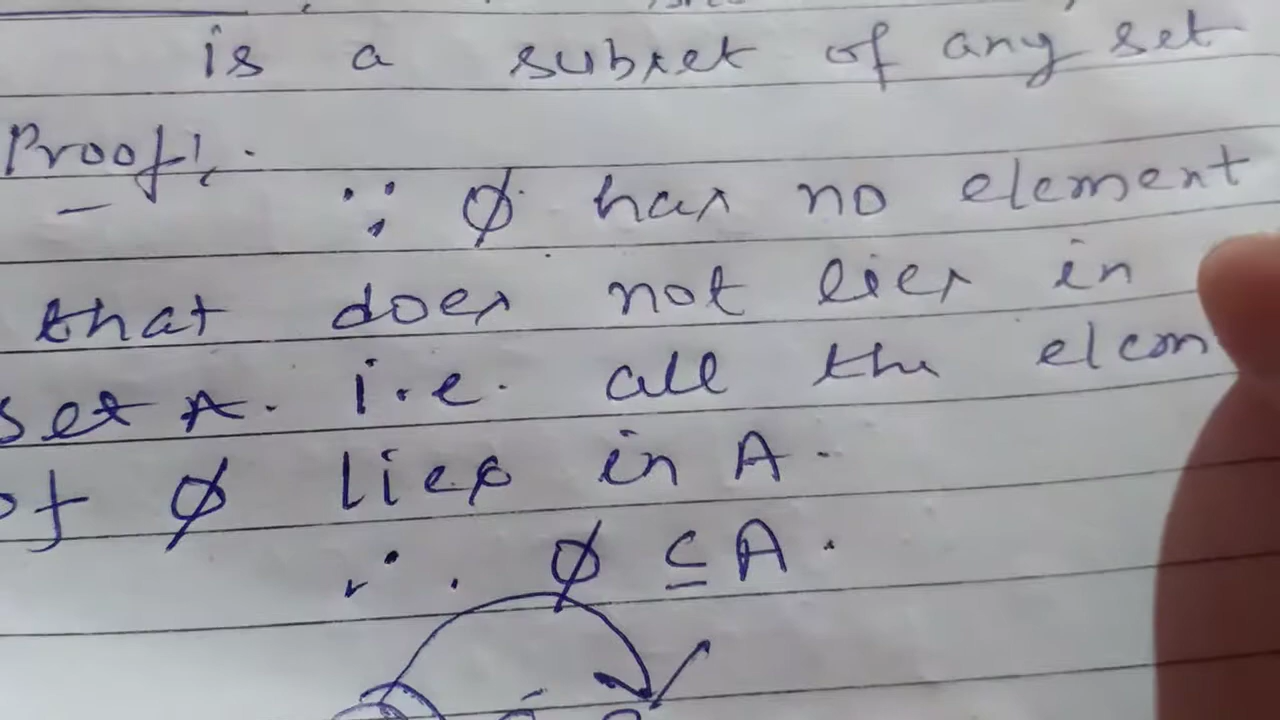 is a subset of any set
Proof:.
∵ ∅ has no element
that does not lies in
set A. i.e. all the elem
of ∅ lies in A.
∴ ∅ ⊆ A.